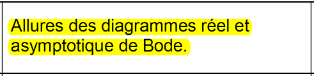 Allures des diagrammes réel et
asymptotique de Bode.